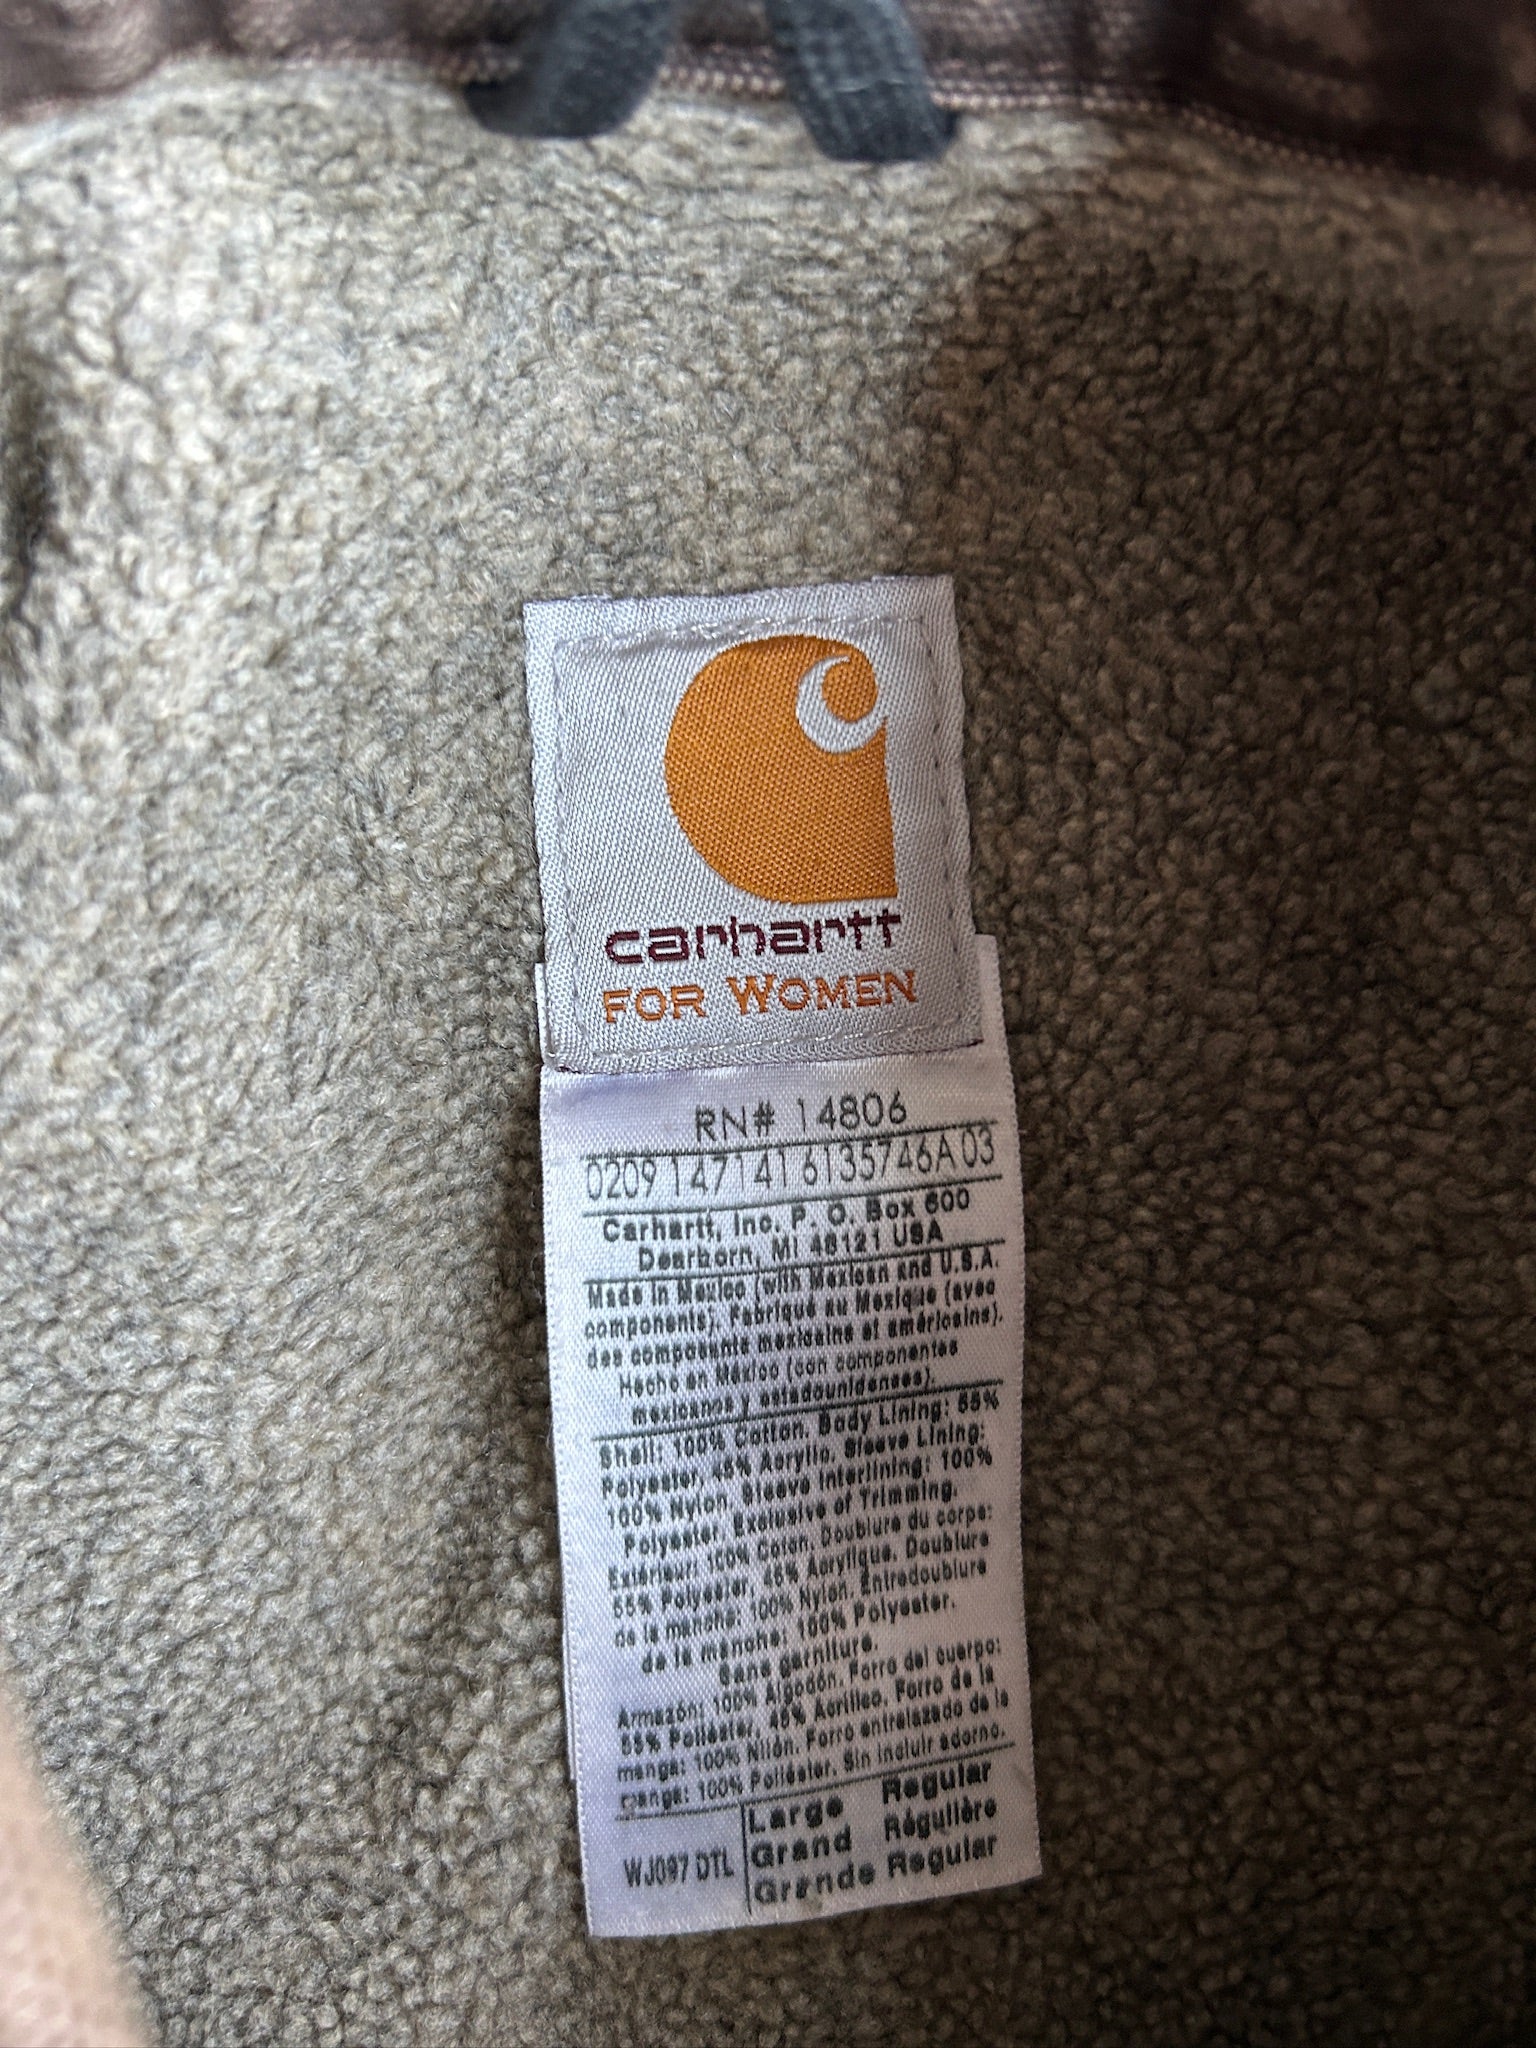 carhartt
FOR WOMEN
RN# 14806
0209 147141 6135746A 03
Carhartt, Inc. P. O. Box 600
Dearborn, MI 48121 USA
Made in Mexico (with Mexican and U.S.A.
components). Fabriqué au Mexique (avec
des composants mexicains et américains).
Hecho en México (con componentes
mexicanos y estadounidenses).
Shell: 100% Cotton. Body Lining: 55%
Polyester, 45% Acrylic. Sleeve Lining:
100% Nylon. Sleeve Interlining: 100%
Polyester. Exclusive of Trimming.
Extérieur: 100% Coton. Doublure du corps:
55% Polyester, 45% Acrylique. Doublure
de la manche: 100% Nylon. Entredoublure
de la manche: 100% Polyester.
Sans garniture.
Armazón: 100% Algodón. Forro del cuerpo:
55% Poliéster, 45% Acrílico. Forro de la
manga: 100% Nilón. Forro entrelazado de la
manga: 100% Poliéster. Sin incluir adorno.
WJ097 DTL
Large Regular
Grand Régulière
Grande Regular